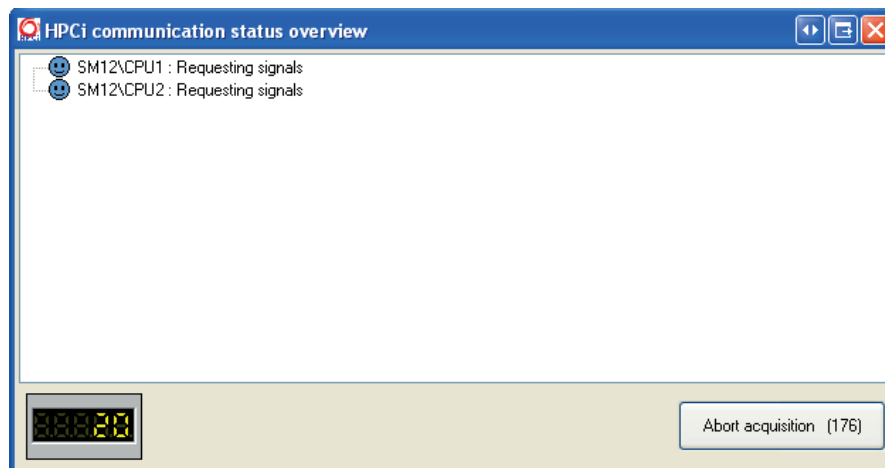 HPCi communication status overview
SM12\CPU1 : Requesting signals
SM12\CPU2 : Requesting signals
20
Abort acquisition (176)